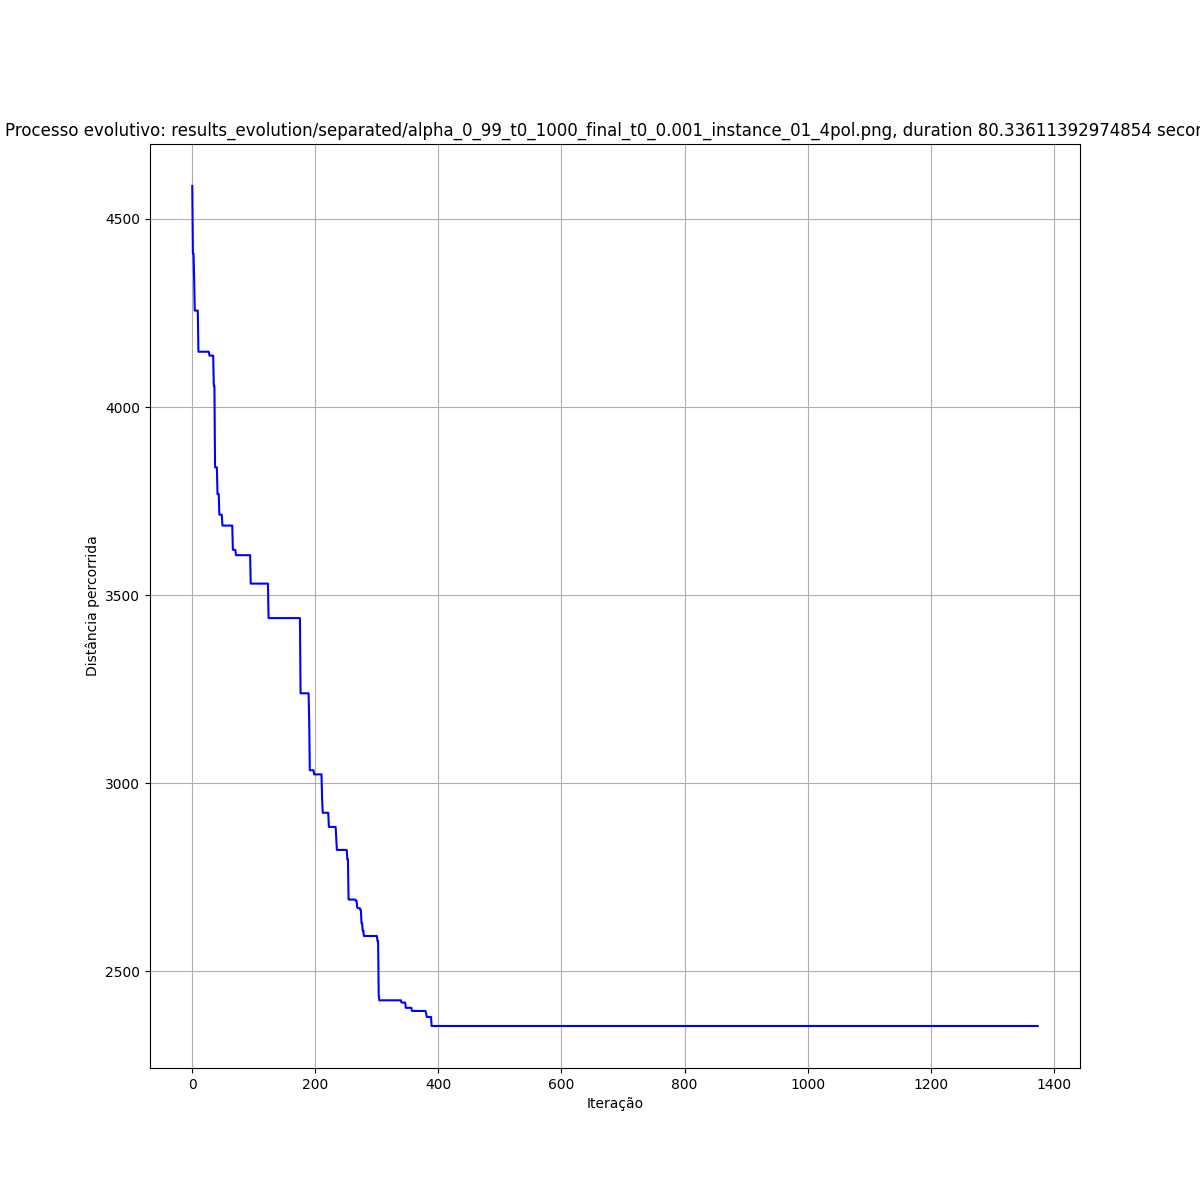 Processo evolutivo: results_evolution/separated/alpha_0_99_t0_1000_final_t0_0.001_instance_01_4pol.png, duration 80.33611392974854
4500
4000
3500
3000
2500
Distância percorrida
0 200 400 600 800 1000 1200 1400
Iteração